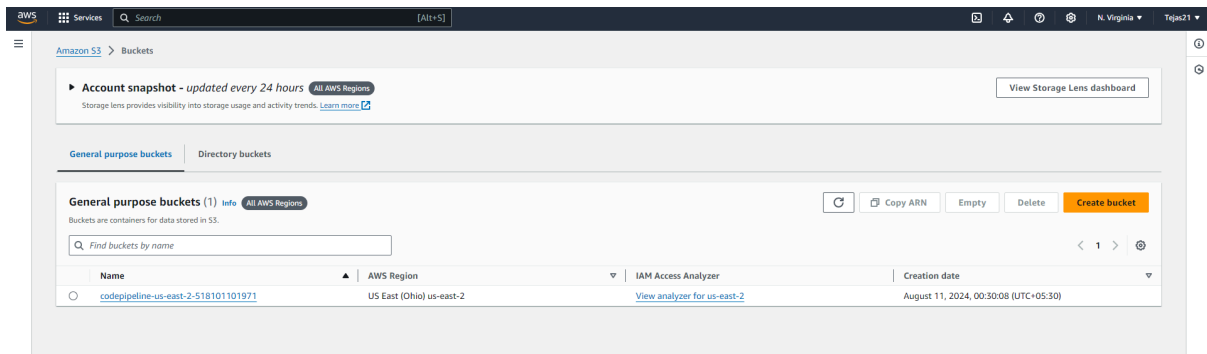 aws Services Search [Alt+S] N. Virginia Tejas21
Amazon S3 > Buckets
Account snapshot - updated every 24 hours All AWS Regions View Storage Lens dashboard
Storage lens provides visibility into storage usage and activity trends. Learn more
General purpose buckets Directory buckets
General purpose buckets (1) Info All AWS Regions Copy ARN Empty Delete Create bucket
Buckets are containers for data stored in S3.
Find buckets by name < 1 >
Name AWS Region IAM Access Analyzer Creation date
codepipeline-us-east-2-518101101971 US East (Ohio) us-east-2 View analyzer for us-east-2 August 11, 2024, 00:30:08 (UTC+05:30)